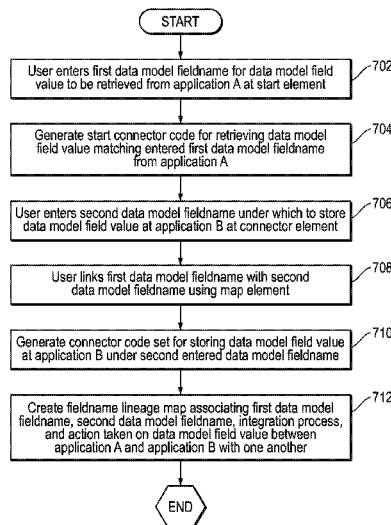 START
702
User enters first data model fieldname for data model field
value to be retrieved from application A at start element
704
Generate start connector code for retrieving data model
field value matching entered first data model fieldname
from application A
706
User enters second data model fieldname under which to store
data model field value at application B at connector element
708
User links first data model fieldname with second
data model fieldname using map element
710
Generate connector code set for storing data model field value
at application B under second entered data model fieldname
712
Create fieldname lineage map associating first data model
fieldname, second data model fieldname, integration process,
and action taken on data model field value between
application A and application B with one another
END